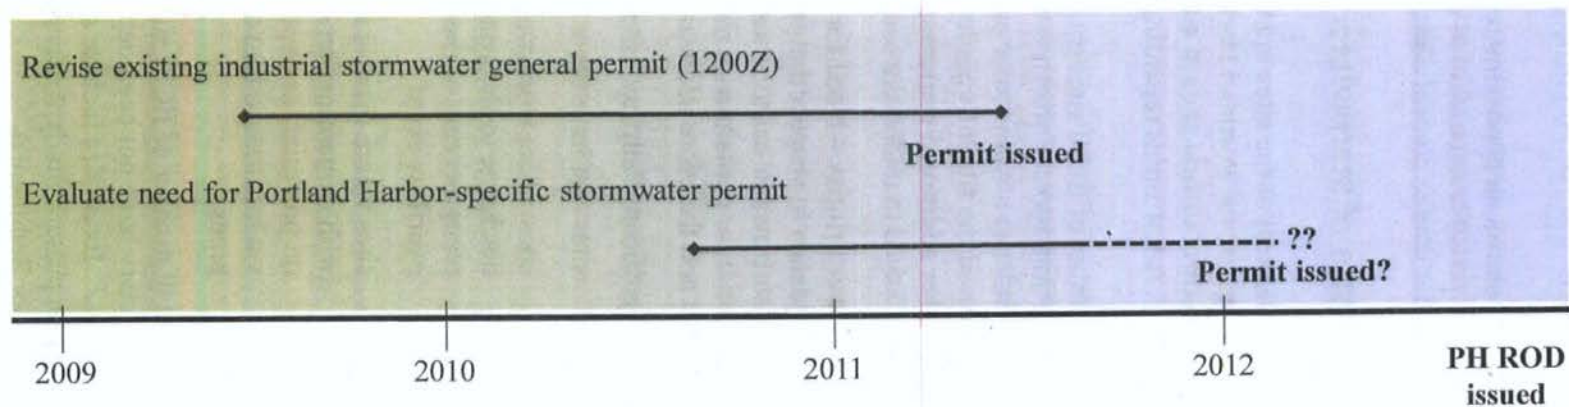 Revise existing industrial stormwater general permit (1200Z)
Permit issued
Evaluate need for Portland Harbor-specific stormwater permit
??
Permit issued?
2009
2010
2011
2012
PH ROD
issued